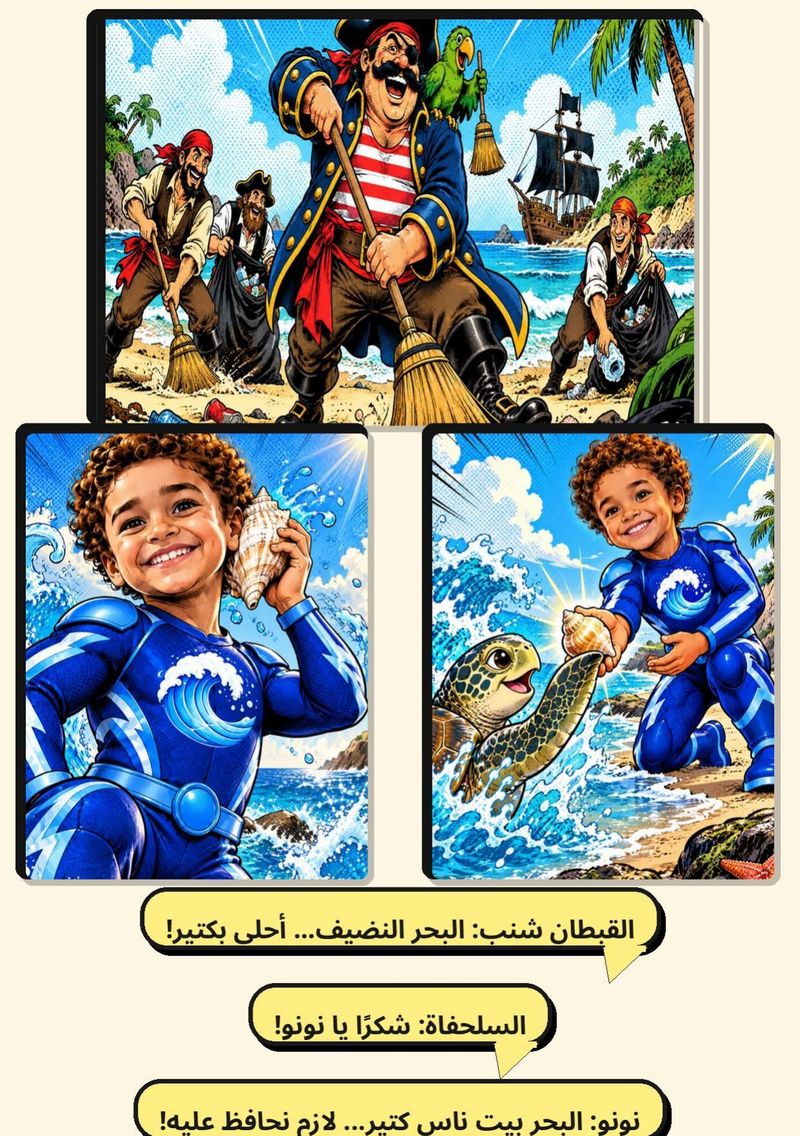 القبطان شنب: البحر النضيف... أحلى بكتير!
السلحفاة: شكرًا يا نونو!
نونو: البحر بيت ناس كتير... لازم نحافظ عليه!